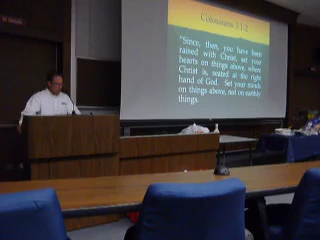 Colossians 3:1-2
"Since, then, you have been
raised with Christ, set your
hearts on things above, where
Christ is, seated at the right
hand of God. Set your minds
on things above, not on earthly
things.